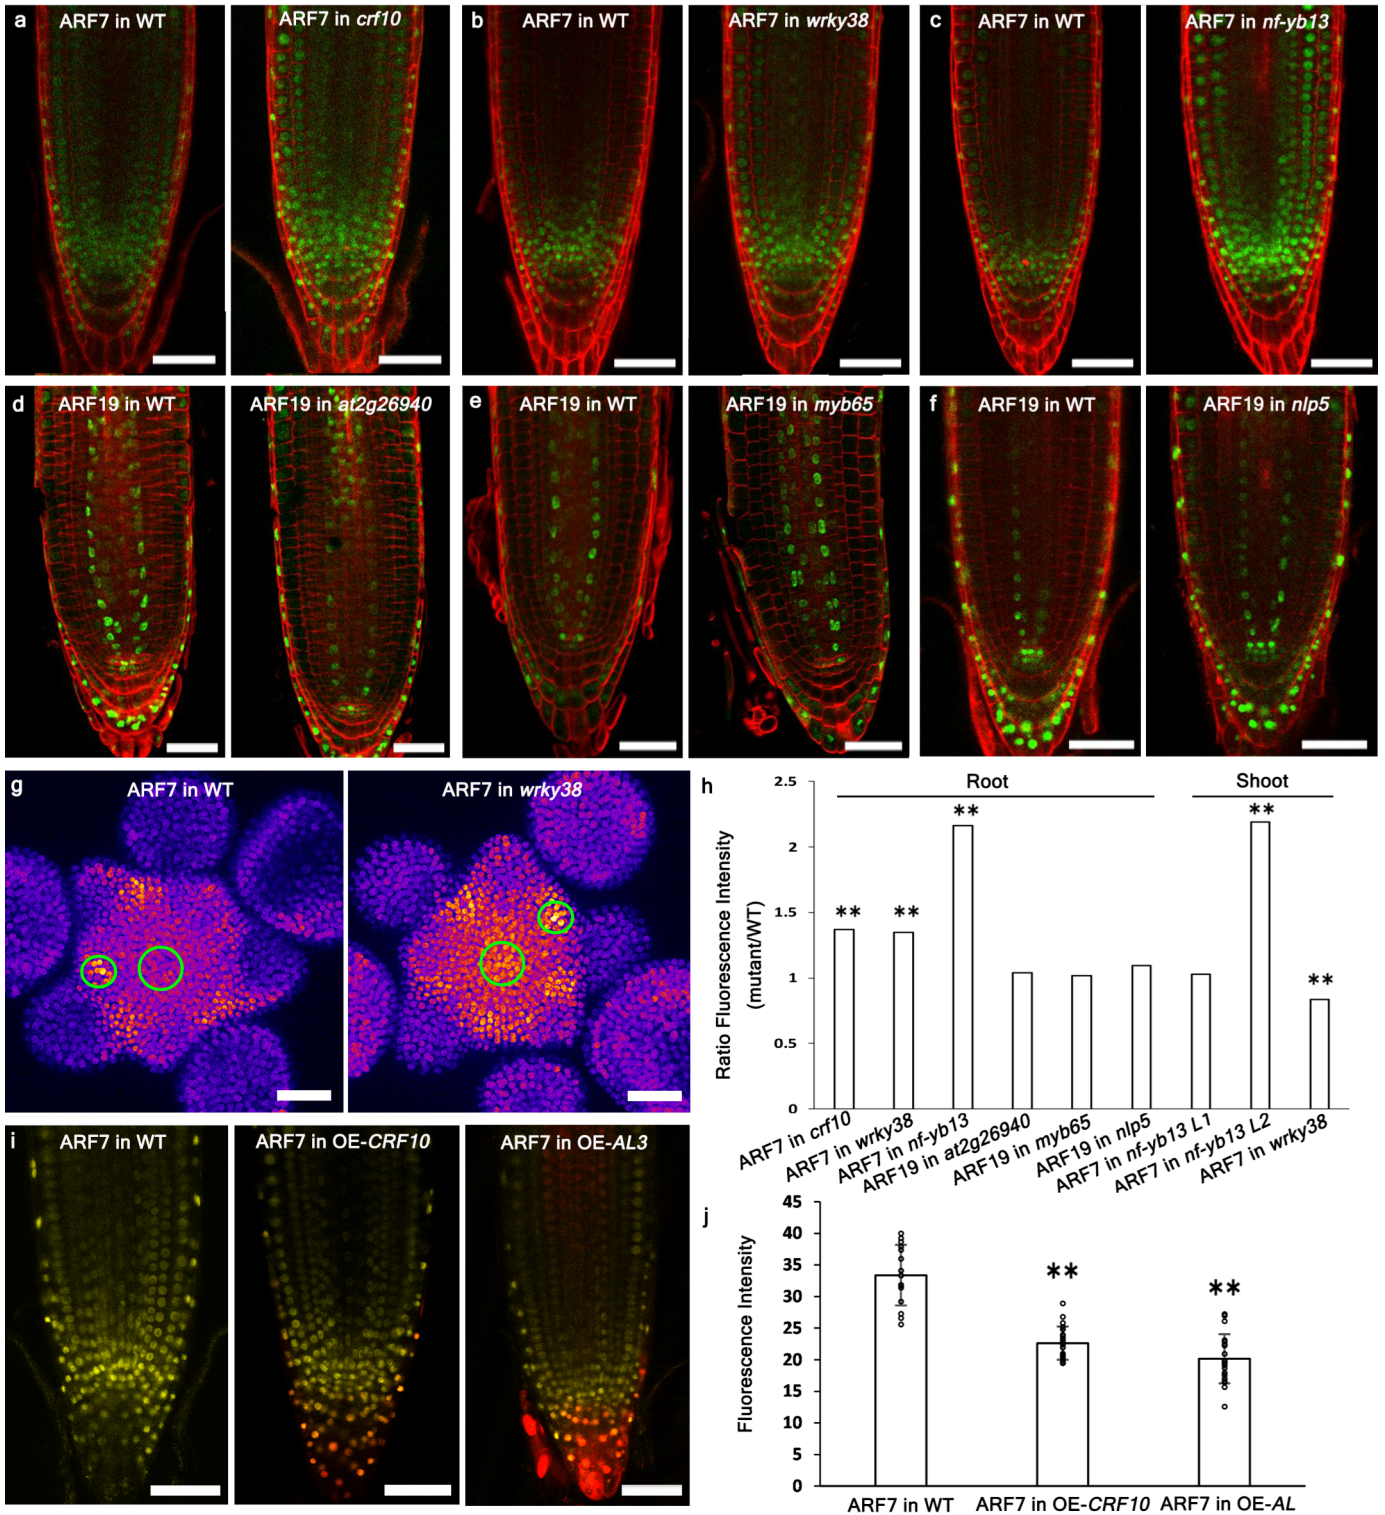 a ARF7 in WT
ARF7 in crf10
b ARF7 in WT
ARF7 in wrky38
c ARF7 in WT
ARF7 in nf-yb13
d ARF19 in WT
ARF19 in at2g26940
e ARF19 in WT
ARF19 in myb65
f ARF19 in WT
ARF19 in nlp5
g ARF7 in WT
ARF7 in wrky38
h
Root
Shoot
Ratio Fluorescence Intensity
(mutant/WT)
2.5
2
1.5
1
0.5
0
**
**
**
**
**
ARF7 in crf10
ARF7 in wrky38
ARF7 in nf-yb13
ARF19 in at2g26940
ARF19 in myb65
ARF19 in nlp5
ARF7 in nf-yb13 L1
ARF7 in nf-yb13 L2
ARF7 in wrky38
i ARF7 in WT
ARF7 in OE-CRF10
ARF7 in OE-AL3
j
Fluorescence Intensity
45
40
35
30
25
20
15
10
5
0
**
**
ARF7 in WT
ARF7 in OE-CRF10
ARF7 in OE-AL